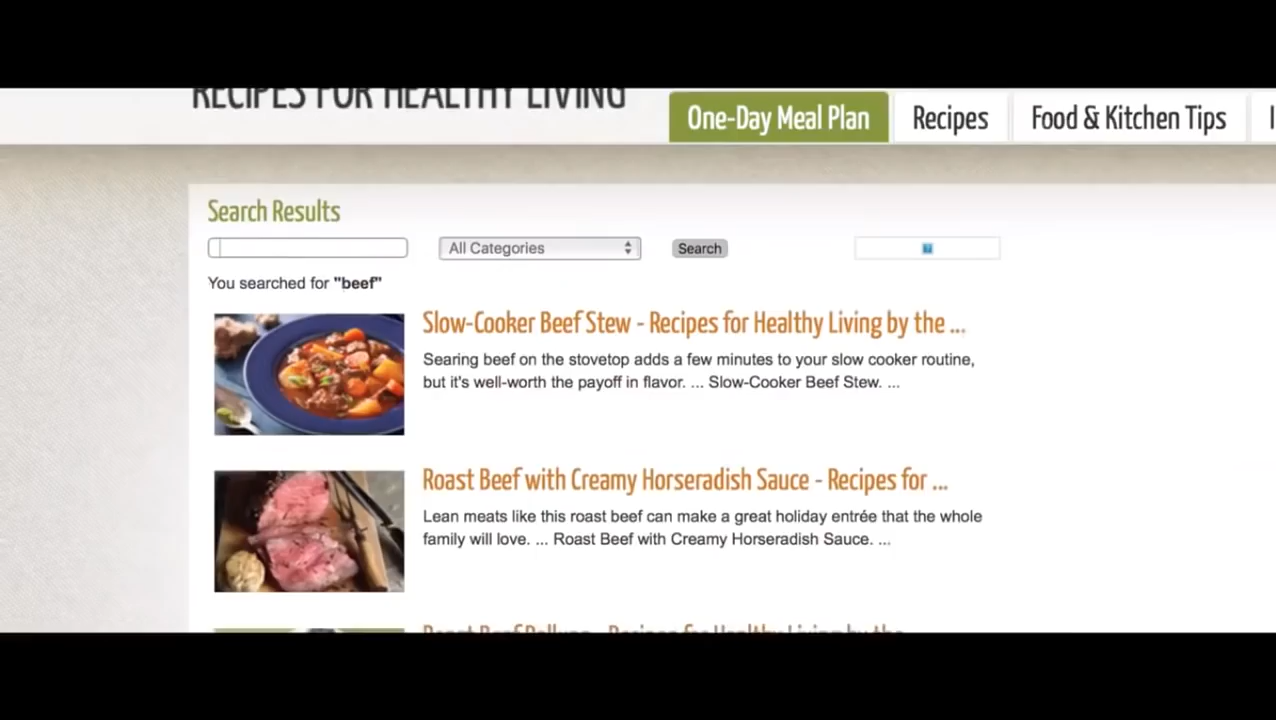 RECIPES FOR HEALTHY LIVING
One-Day Meal Plan
Recipes
Food & Kitchen Tips
Search Results
All Categories
Search
You searched for "beef"
Slow-Cooker Beef Stew - Recipes for Healthy Living by the ...
Searing beef on the stovetop adds a few minutes to your slow cooker routine,
but it's well-worth the payoff in flavor. ... Slow-Cooker Beef Stew. ...
Roast Beef with Creamy Horseradish Sauce - Recipes for ...
Lean meats like this roast beef can make a great holiday entrée that the whole
family will love. ... Roast Beef with Creamy Horseradish Sauce. ...